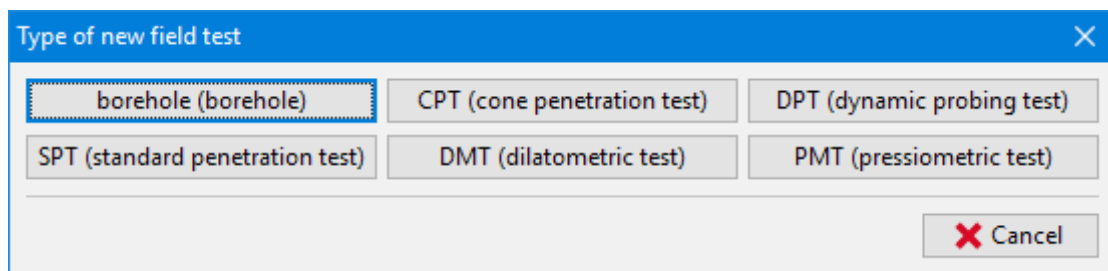 Type of new field test
borehole (borehole) CPT (cone penetration test) DPT (dynamic probing test)
SPT (standard penetration test) DMT (dilatometric test) PMT (pressiometric test)
Cancel